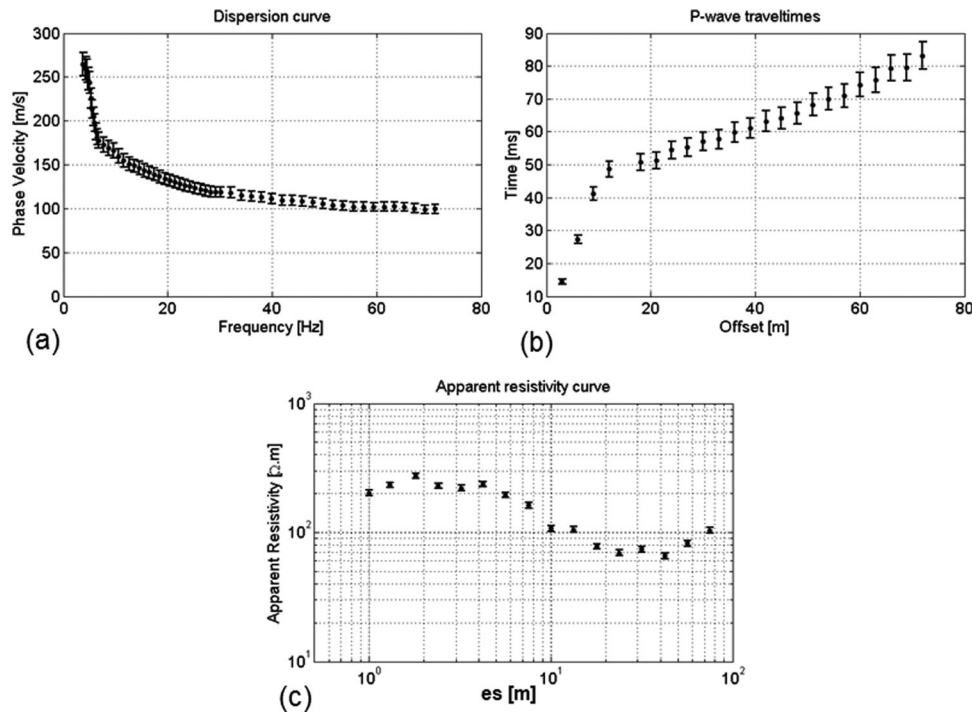 Dispersion curve
Phase Velocity [m/s]
300
250
200
150
100
50
0
0 20 40 60 80
Frequency [Hz]
(a)
P-wave traveltimes
Time [ms]
90
80
70
60
50
40
30
20
10
0 20 40 60 80
Offset [m]
(b)
Apparent resistivity curve
Apparent Resistivity [Ω.m]
10³
10²
10¹
10⁰ 10¹ 10²
es [m]
(c)